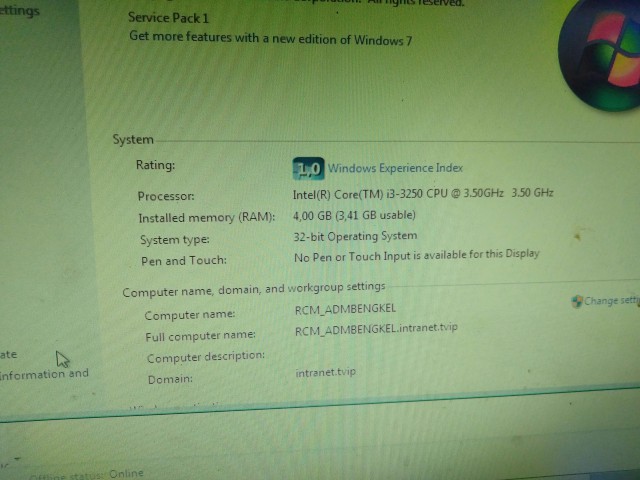 ettings
All rights reserved.
Service Pack 1
Get more features with a new edition of Windows 7
System
Rating: 1,0 Windows Experience Index
Processor: Intel(R) Core(TM) i3-3250 CPU @ 3.50GHz 3.50 GHz
Installed memory (RAM): 4,00 GB (3,41 GB usable)
System type: 32-bit Operating System
Pen and Touch: No Pen or Touch Input is available for this Display
Computer name, domain, and workgroup settings
Computer name: RCM_ADMBENGKEL
Change sett
Full computer name: RCM_ADMBENGKEL.intranet.tvip
Computer description:
Domain: intranet.tvip
ate
information and
Offline status: Online